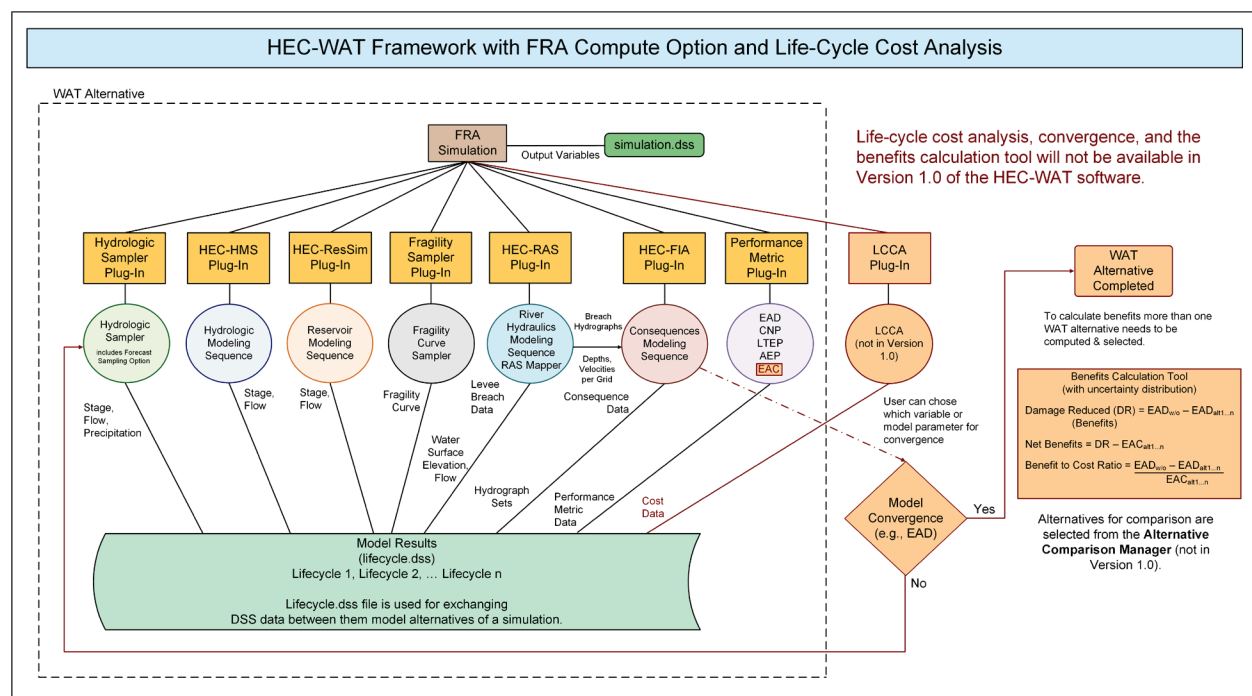 HEC-WAT Framework with FRA Compute Option and Life-Cycle Cost Analysis
WAT Alternative
FRA
Simulation
Output Variables
simulation.dss
Life-cycle cost analysis, convergence, and the
benefits calculation tool will not be available in
Version 1.0 of the HEC-WAT software.
Hydrologic
Sampler
Plug-In
HEC-HMS
Plug-In
HEC-ResSim
Plug-In
Fragility
Sampler
Plug-In
HEC-RAS
Plug-In
HEC-FIA
Plug-In
Performance
Metric
Plug-In
LCCA
Plug-In
WAT
Alternative
Completed
Hydrologic
Sampler
includes Forecast
Sampling Option
Hydrologic
Modeling
Sequence
Reservoir
Modeling
Sequence
Fragility
Curve
Sampler
River
Hydraulics
Modeling
Sequence
RAS Mapper
Breach
Hydrographs
Depths,
Velocities
per Grid
Consequences
Modeling
Sequence
EAD
CNP
LTEP
AEP
EAC
LCCA
(not in Version
1.0)
To calculate benefits more than one
WAT alternative needs to be
computed & selected.
Stage,
Flow,
Precipitation
Stage,
Flow
Stage,
Flow
Fragility
Curve
Levee
Breach
Data
Consequence
Data
User can chose
which variable or
model parameter for
convergence
Benefits Calculation Tool
(with uncertainty distribution)
Damage Reduced (DR) = EADw/o – EADalt1...n
(Benefits)
Net Benefits = DR – EACalt1...n
Benefit to Cost Ratio = EADw/o – EADalt1...n
EACalt1...n
Water
Surface
Elevation,
Flow
Hydrograph
Sets
Performance
Metric
Data
Cost
Data
Model
Convergence
(e.g., EAD)
Yes
No
Alternatives for comparison are
selected from the Alternative
Comparison Manager (not in
Version 1.0).
Model Results
(lifecycle.dss)
Lifecycle 1, Lifecycle 2, … Lifecycle n
Lifecycle.dss file is used for exchanging
DSS data between them model alternatives of a simulation.